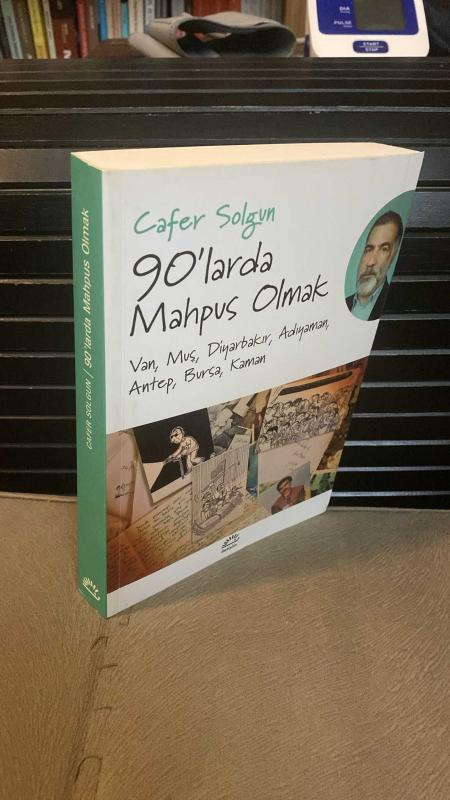 DIA
PULSE
START
STOP
CAFER SOLGUN / 90'larda Mahpus Olmak
Cafer Solgun
90'larda
Mahpus Olmak
Van, Muş, Diyarbakır, Adıyaman,
Antep, Bursa, Kaman